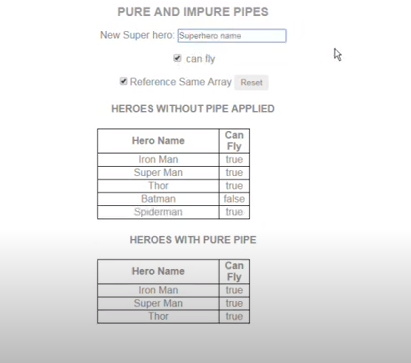 PURE AND IMPURE PIPES
New Super hero: Superhero name
can fly
Reference Same Array Reset
HEROES WITHOUT PIPE APPLIED
Hero Name Can Fly
Iron Man true
Super Man true
Thor true
Batman false
Spiderman true
HEROES WITH PURE PIPE
Hero Name Can Fly
Iron Man true
Super Man true
Thor true